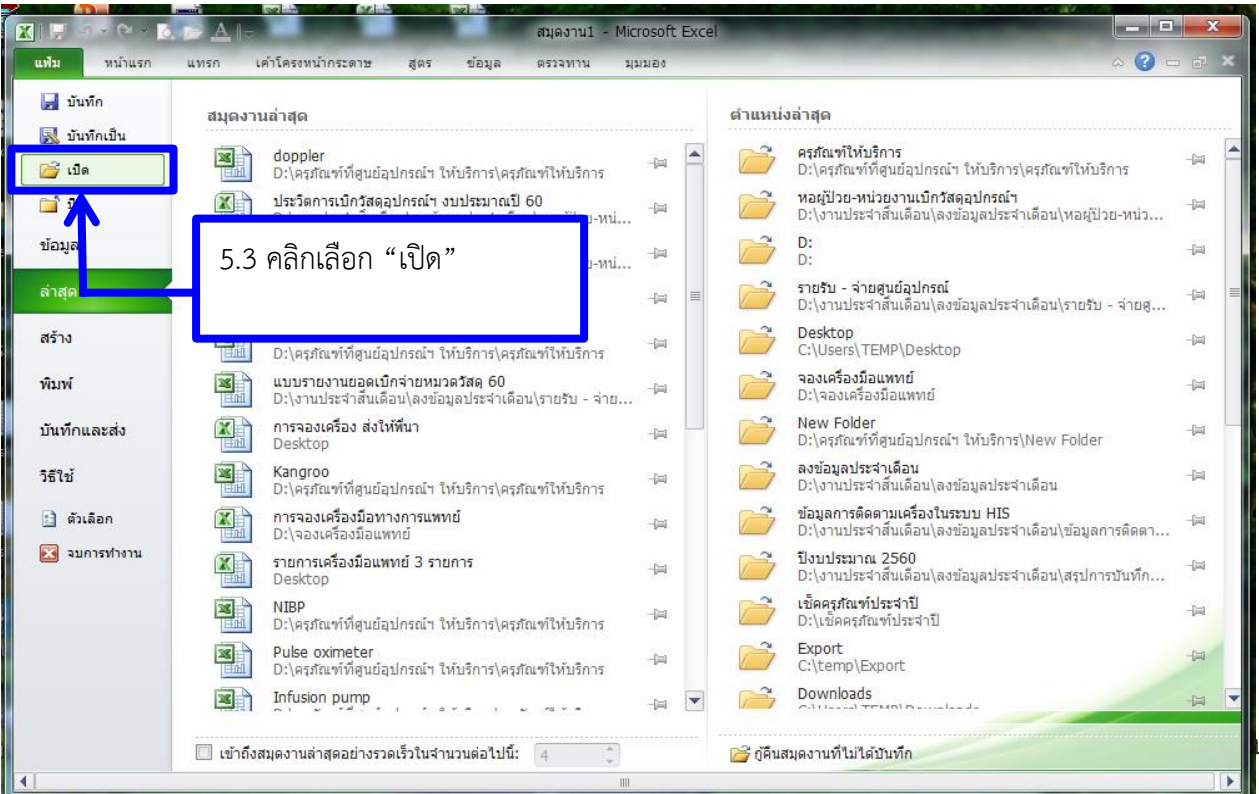 สมุดงาน1 - Microsoft Excel
แฟ้ม หน้าแรก แทรก เค้าโครงหน้ากระดาษ สูตร ข้อมูล ตรวจทาน มุมมอง
บันทึก
บันทึกเป็น
เปิด
ข้อมูล
ล่าสุด
สร้าง
พิมพ์
บันทึกและส่ง
วิธีใช้
ตัวเลือก
จบการทำงาน
สมุดงานล่าสุด
doppler
D:\ครุภัณฑ์ที่ศูนย์อุปกรณ์ฯ ให้บริการ\ครุภัณฑ์ให้บริการ
ประวัติการเบิกวัสดุอุปกรณ์ฯ งบประมาณปี 60
5.3 คลิกเลือก “เปิด”
D:\ครุภัณฑ์ที่ศูนย์อุปกรณ์ฯ ให้บริการ\ครุภัณฑ์ให้บริการ
แบบรายงานยอดเบิกจ่ายหมวดวัสดุ 60
D:\งานประจำสิ้นเดือน\ลงข้อมูลประจำเดือน\รายรับ - จ่าย...
การจองเครื่อง ส่งให้พี่นา
Desktop
Kangroo
D:\ครุภัณฑ์ที่ศูนย์อุปกรณ์ฯ ให้บริการ\ครุภัณฑ์ให้บริการ
การจองเครื่องมือทางการแพทย์
D:\จองเครื่องมือแพทย์
รายการเครื่องมือแพทย์ 3 รายการ
Desktop
NIBP
D:\ครุภัณฑ์ที่ศูนย์อุปกรณ์ฯ ให้บริการ\ครุภัณฑ์ให้บริการ
Pulse oximeter
D:\ครุภัณฑ์ที่ศูนย์อุปกรณ์ฯ ให้บริการ\ครุภัณฑ์ให้บริการ
Infusion pump
เข้าถึงสมุดงานล่าสุดอย่างรวดเร็วในจำนวนต่อไปนี้: 4
ตำแหน่งล่าสุด
ครุภัณฑ์ให้บริการ
D:\ครุภัณฑ์ที่ศูนย์อุปกรณ์ฯ ให้บริการ\ครุภัณฑ์ให้บริการ
หอผู้ป่วย-หน่วยงานเบิกวัสดุอุปกรณ์ฯ
D:\งานประจำสิ้นเดือน\ลงข้อมูลประจำเดือน\หอผู้ป่วย-หน่ว...
D:
D:
รายรับ - จ่ายศูนย์อุปกรณ์
D:\งานประจำสิ้นเดือน\ลงข้อมูลประจำเดือน\รายรับ - จ่ายศู...
Desktop
C:\Users\TEMP\Desktop
จองเครื่องมือแพทย์
D:\จองเครื่องมือแพทย์
New Folder
D:\ครุภัณฑ์ที่ศูนย์อุปกรณ์ฯ ให้บริการ\New Folder
ลงข้อมูลประจำเดือน
D:\งานประจำสิ้นเดือน\ลงข้อมูลประจำเดือน
ข้อมูลการติดตามเครื่องในระบบ HIS
D:\งานประจำสิ้นเดือน\ลงข้อมูลประจำเดือน\ข้อมูลการติดตา...
ปีงบประมาณ 2560
D:\งานประจำสิ้นเดือน\ลงข้อมูลประจำเดือน\สรุปการบันทึก...
เช็คครุภัณฑ์ประจำปี
D:\เช็คครุภัณฑ์ประจำปี
Export
C:\temp\Export
Downloads
กู้คืนสมุดงานที่ไม่ได้บันทึก